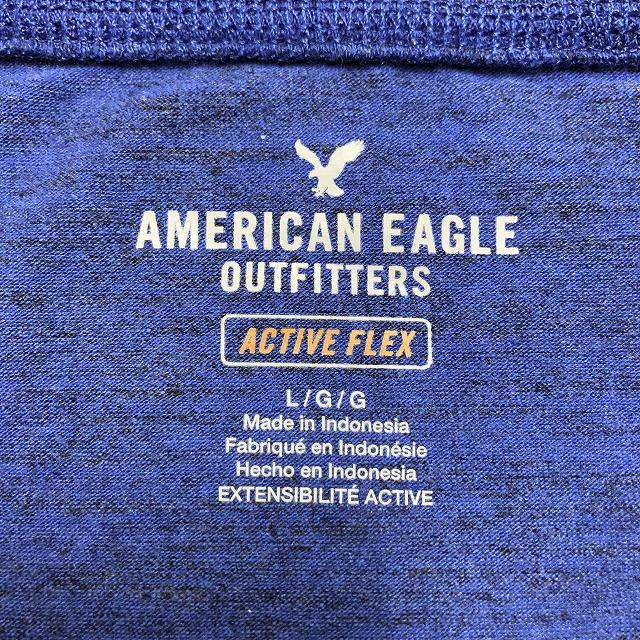 AMERICAN EAGLE
OUTFITTERS
ACTIVE FLEX
L / G / G
Made in Indonesia
Fabriqué en Indonésie
Hecho en Indonesia
EXTENSIBILITÉ ACTIVE